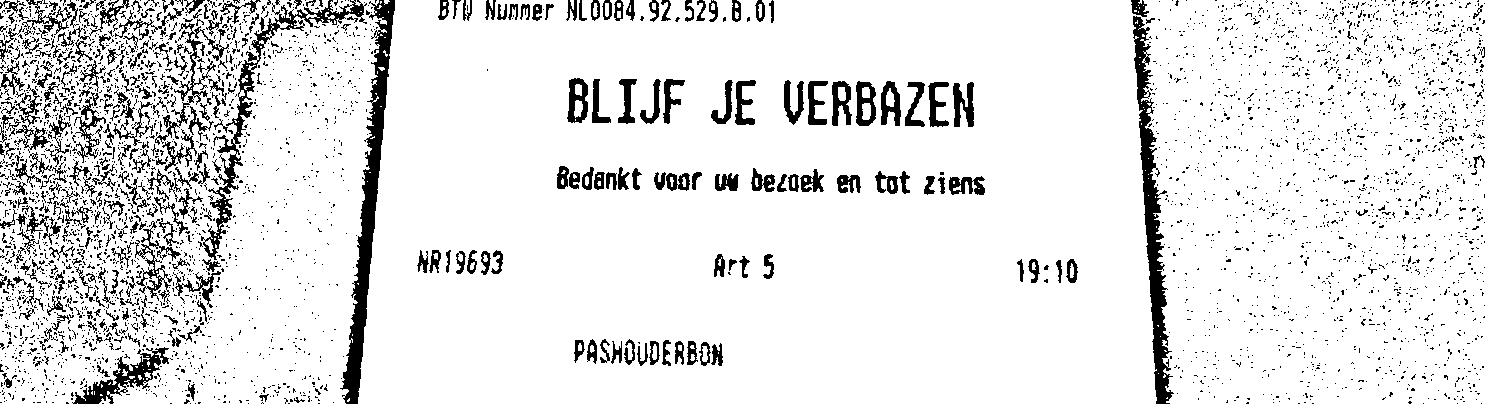 BTW Nummer NL0084.92.529.B.01
BLIJF JE VERBAZEN
Bedankt voor uw bezoek en tot ziens
NR19693 Art 5 19:10
PASHOUDERBON